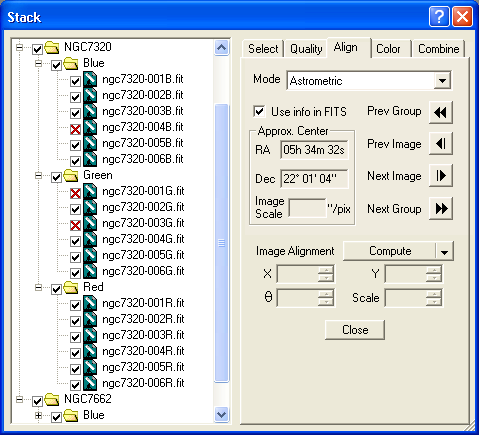 Stack
NGC7320
Blue
ngc7320-001B.fit
ngc7320-002B.fit
ngc7320-003B.fit
ngc7320-004B.fit
ngc7320-005B.fit
ngc7320-006B.fit
Green
ngc7320-001G.fit
ngc7320-002G.fit
ngc7320-003G.fit
ngc7320-004G.fit
ngc7320-005G.fit
ngc7320-006G.fit
Red
ngc7320-001R.fit
ngc7320-002R.fit
ngc7320-003R.fit
ngc7320-004R.fit
ngc7320-005R.fit
ngc7320-006R.fit
NGC7662
Blue
Select Quality Align Color Combine
Mode Astrometric
Use info in FITS Prev Group
Approx. Center
RA 05h 34m 32s Prev Image
Dec 22° 01' 04" Next Image
Image Scale "/pix Next Group
Image Alignment Compute
X Y
θ Scale
Close